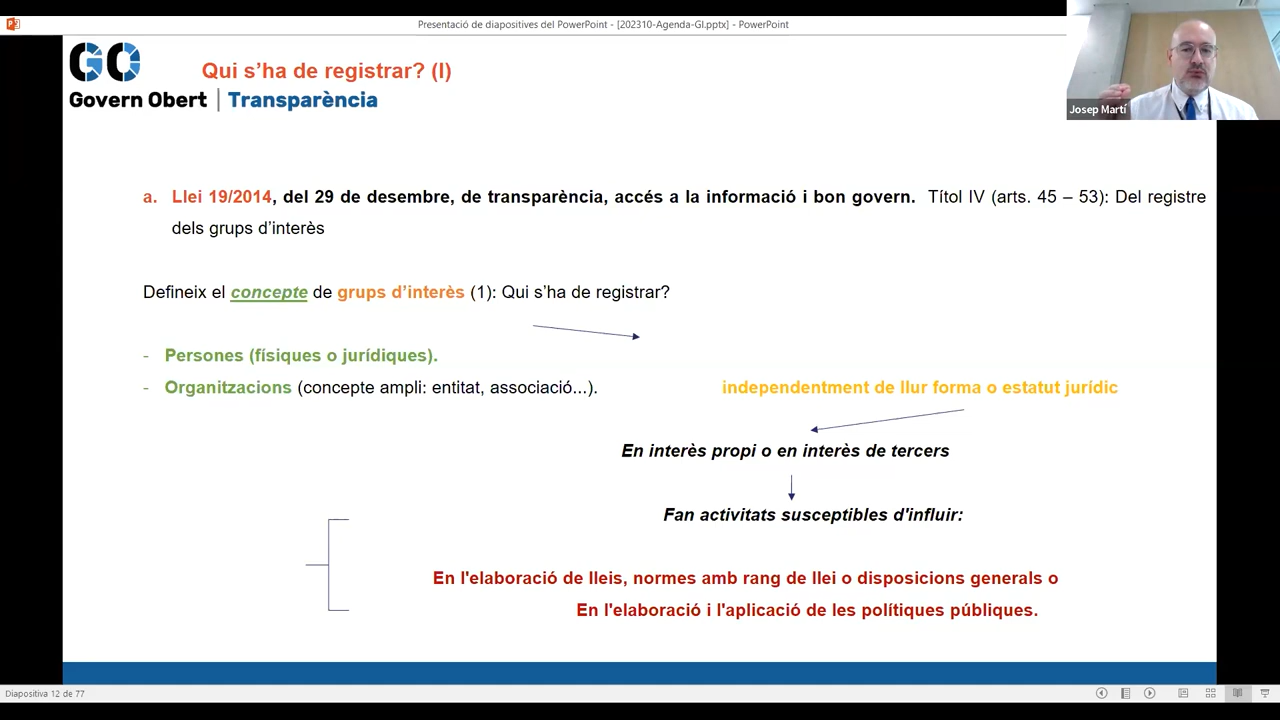 Presentació de diapositives del PowerPoint - [202310-Agenda-GI.pptx] - PowerPoint
Josep Martí
GO
Qui s’ha de registrar? (I)
Govern Obert | Transparència
a. Llei 19/2014, del 29 de desembre, de transparència, accés a la informació i bon govern. Títol IV (arts. 45 – 53): Del registre
dels grups d’interès
Defineix el concepte de grups d’interès (1): Qui s’ha de registrar?
- Persones (físiques o jurídiques).
- Organitzacions (concepte ampli: entitat, associació...). independentment de llur forma o estatut jurídic
En interès propi o en interès de tercers
Fan activitats susceptibles d'influir:
En l'elaboració de lleis, normes amb rang de llei o disposicions generals o
En l'elaboració i l'aplicació de les polítiques públiques.
Diapositiva 12 de 77